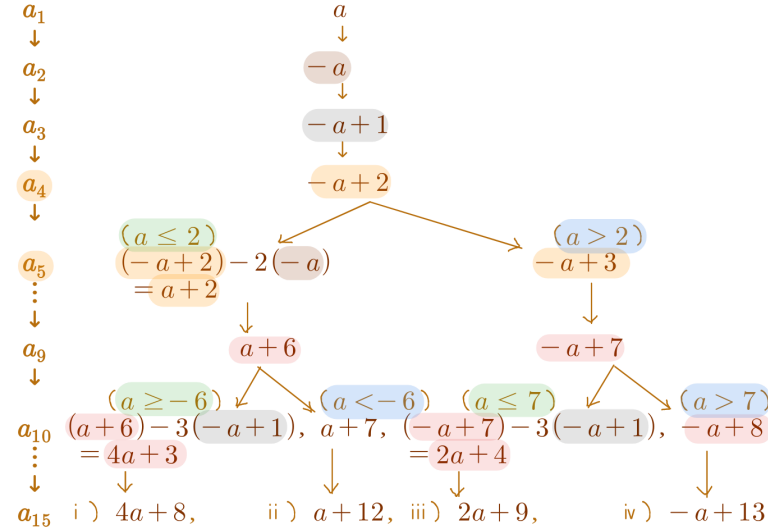 a₁ a
↓ ↓
a₂ −a
↓ ↓
a₃ −a+1
↓ ↓
a₄ −a+2
↓
(a ≤ 2) (a > 2)
a₅ (−a+2)−2(−a) −a+3
⋮ =a+2
↓
a₉ a+6 −a+7
↓
(a ≥ −6) (a < −6) (a ≤ 7) (a > 7)
a₁₀ (a+6)−3(−a+1), a+7, (−a+7)−3(−a+1), −a+8
⋮ =4a+3 =2a+4
↓
a₁₅ ⅰ) 4a+8, ⅱ) a+12, ⅲ) 2a+9, ⅳ) −a+13